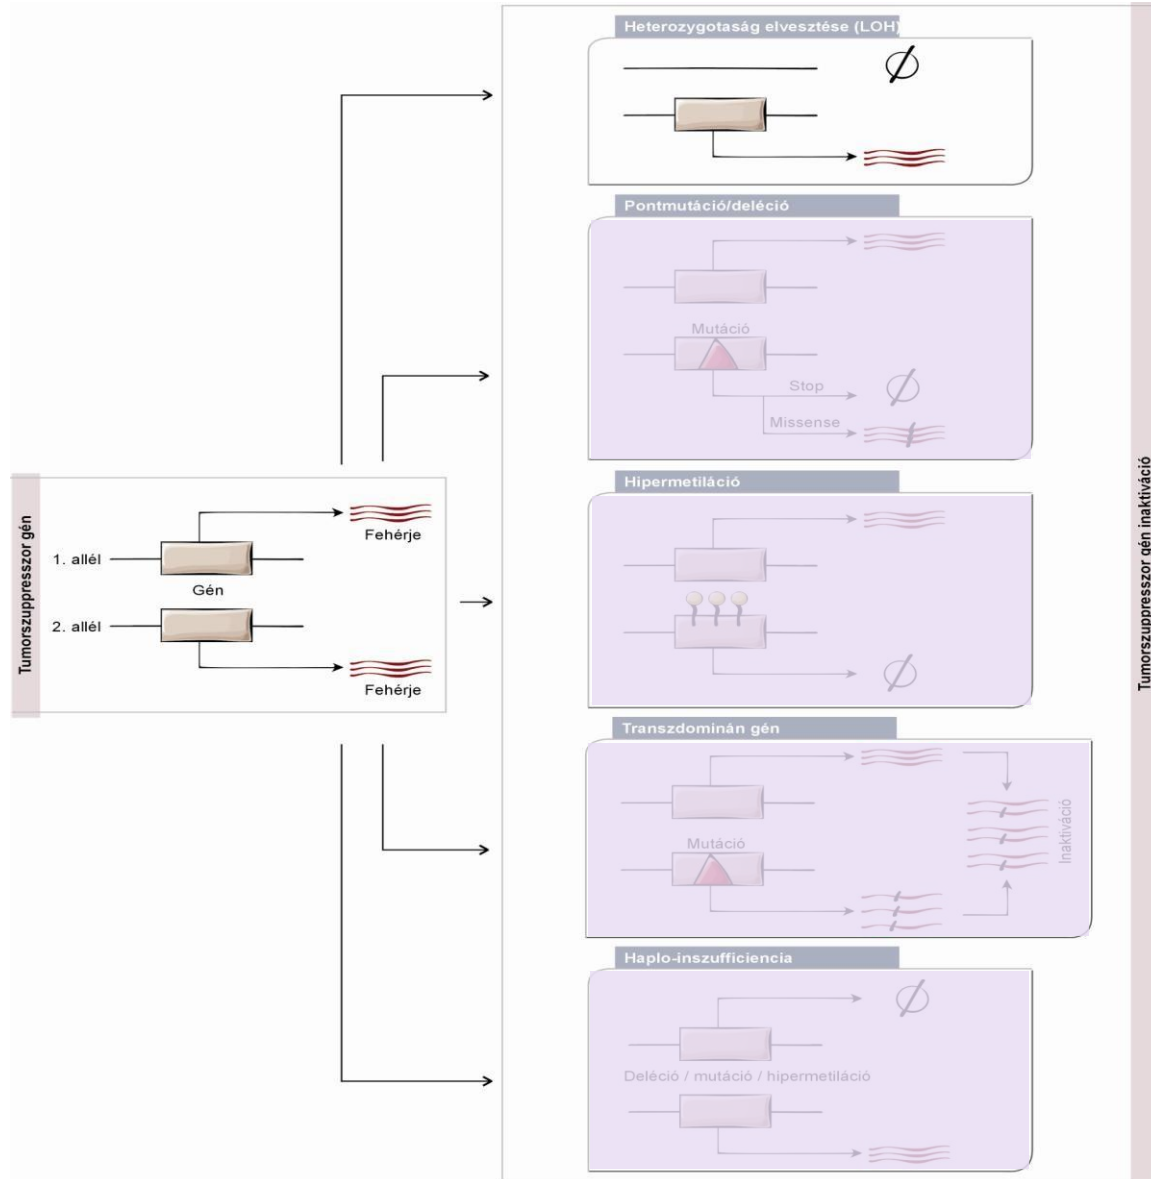 Tumorszuppresszor gén
1. allél
Gén
2. allél
Fehérje
Fehérje
Heterozygotaság elvesztése (LOH)
Pontmutáció/deléció
Mutáció
Stop
Missense
Hipermetiláció
Transzdominán gén
Mutáció
Inaktiváció
Haplo-inszufficiencia
Deléció / mutáció / hipermetiláció
Tumorszuppresszor gén inaktiváció